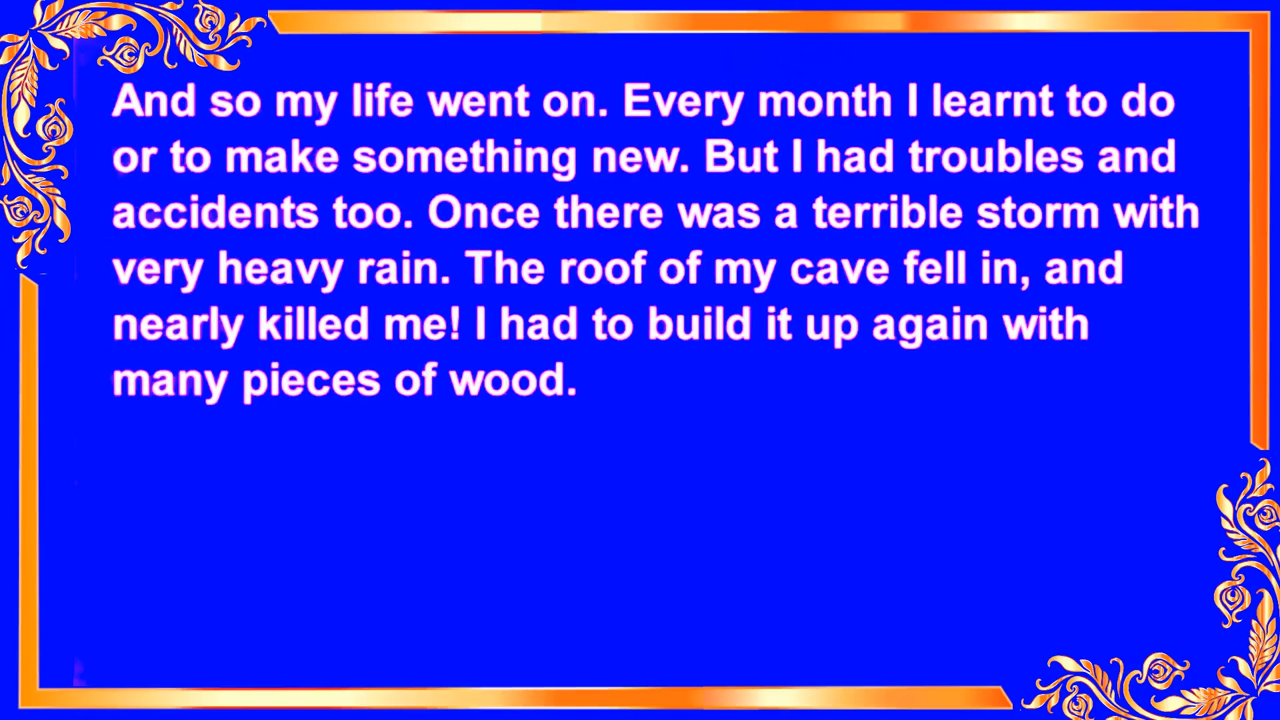 And so my life went on. Every month I learnt to do
or to make something new. But I had troubles and
accidents too. Once there was a terrible storm with
very heavy rain. The roof of my cave fell in, and
nearly killed me! I had to build it up again with
many pieces of wood.